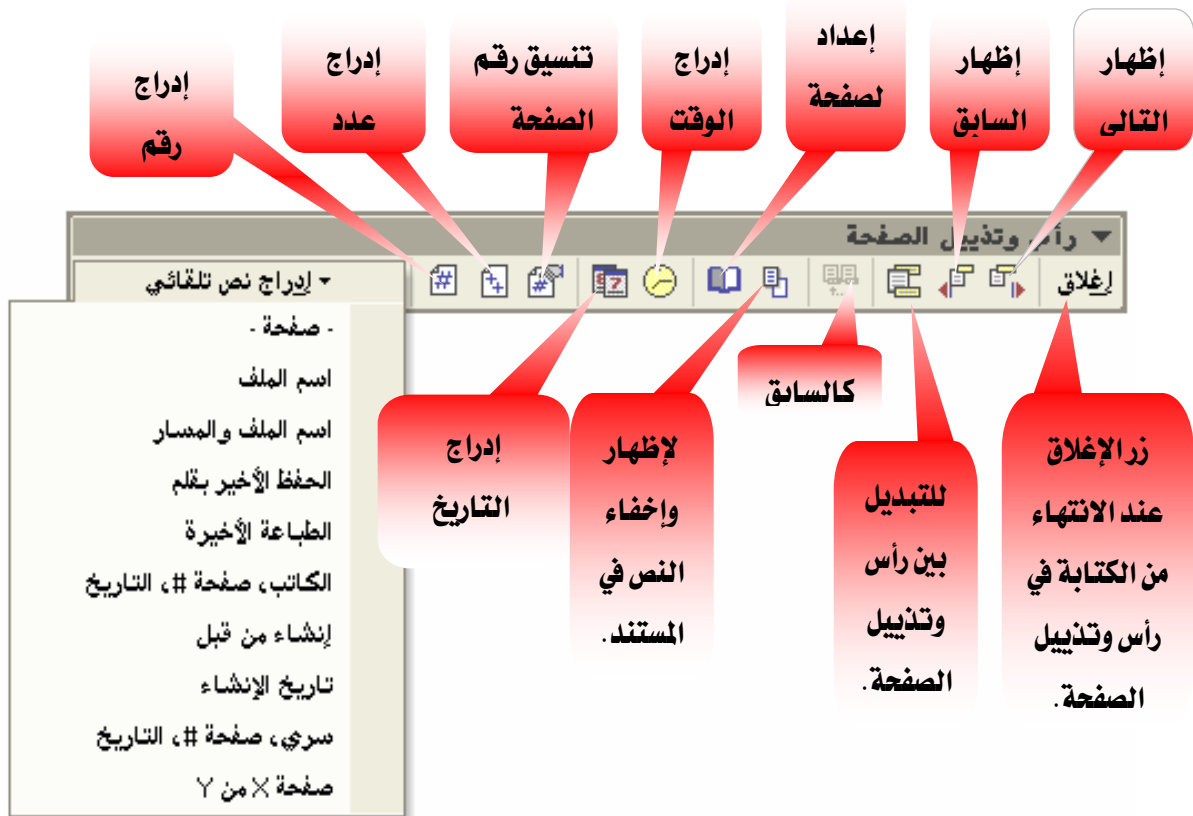 إظهار
التالى
إظهار
السابق
إعداد
لصفحة
إدراج
الوقت
تنسيق رقم
الصفحة
إدراج
عدد
إدراج
رقم
رأس وتذييل الصفحة
إغلاق
إدراج نص تلقائي
- صفحة -
اسم الملف
اسم الملف والمسار
الحفظ الأخير بقلم
الطباعة الأخيرة
الكاتب، صفحة #، التاريخ
إنشاء من قبل
تاريخ الإنشاء
سري، صفحة #، التاريخ
صفحة X من Y
زر الإغلاق
عند الانتهاء
من الكتابة في
رأس وتذييل
الصفحة.
للتبديل
بين رأس
وتذييل
الصفحة.
كالسابق
لإظهار
وإخفاء
النص في
المستند.
إدراج
التاريخ